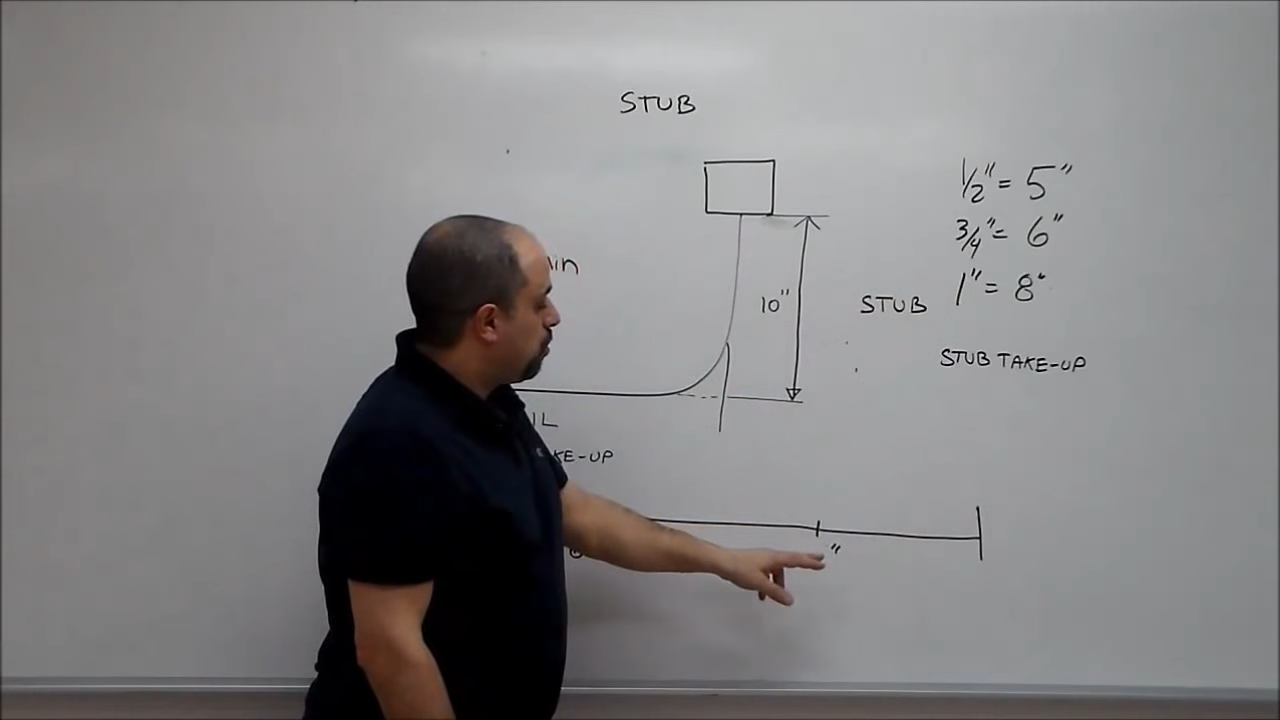 STUB
1/2" = 5"
3/4" = 6"
10"
STUB
1" = 8"
STUB TAKE-UP
"